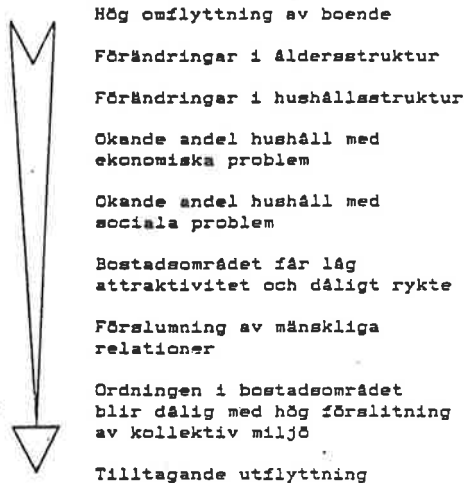 Hög omflyttning av boende
Förändringar i åldersstruktur
Förändringar i hushållsstruktur
Okande andel hushåll med
ekonomiska problem
Okande andel hushåll med
sociala problem
Bostadsområdet får låg
attraktivitet och dåligt rykte
Förslumning av mänskliga
relationer
Ordningen i bostadsområdet
blir dålig med hög förslitning
av kollektiv miljö
Tilltagande utflyttning